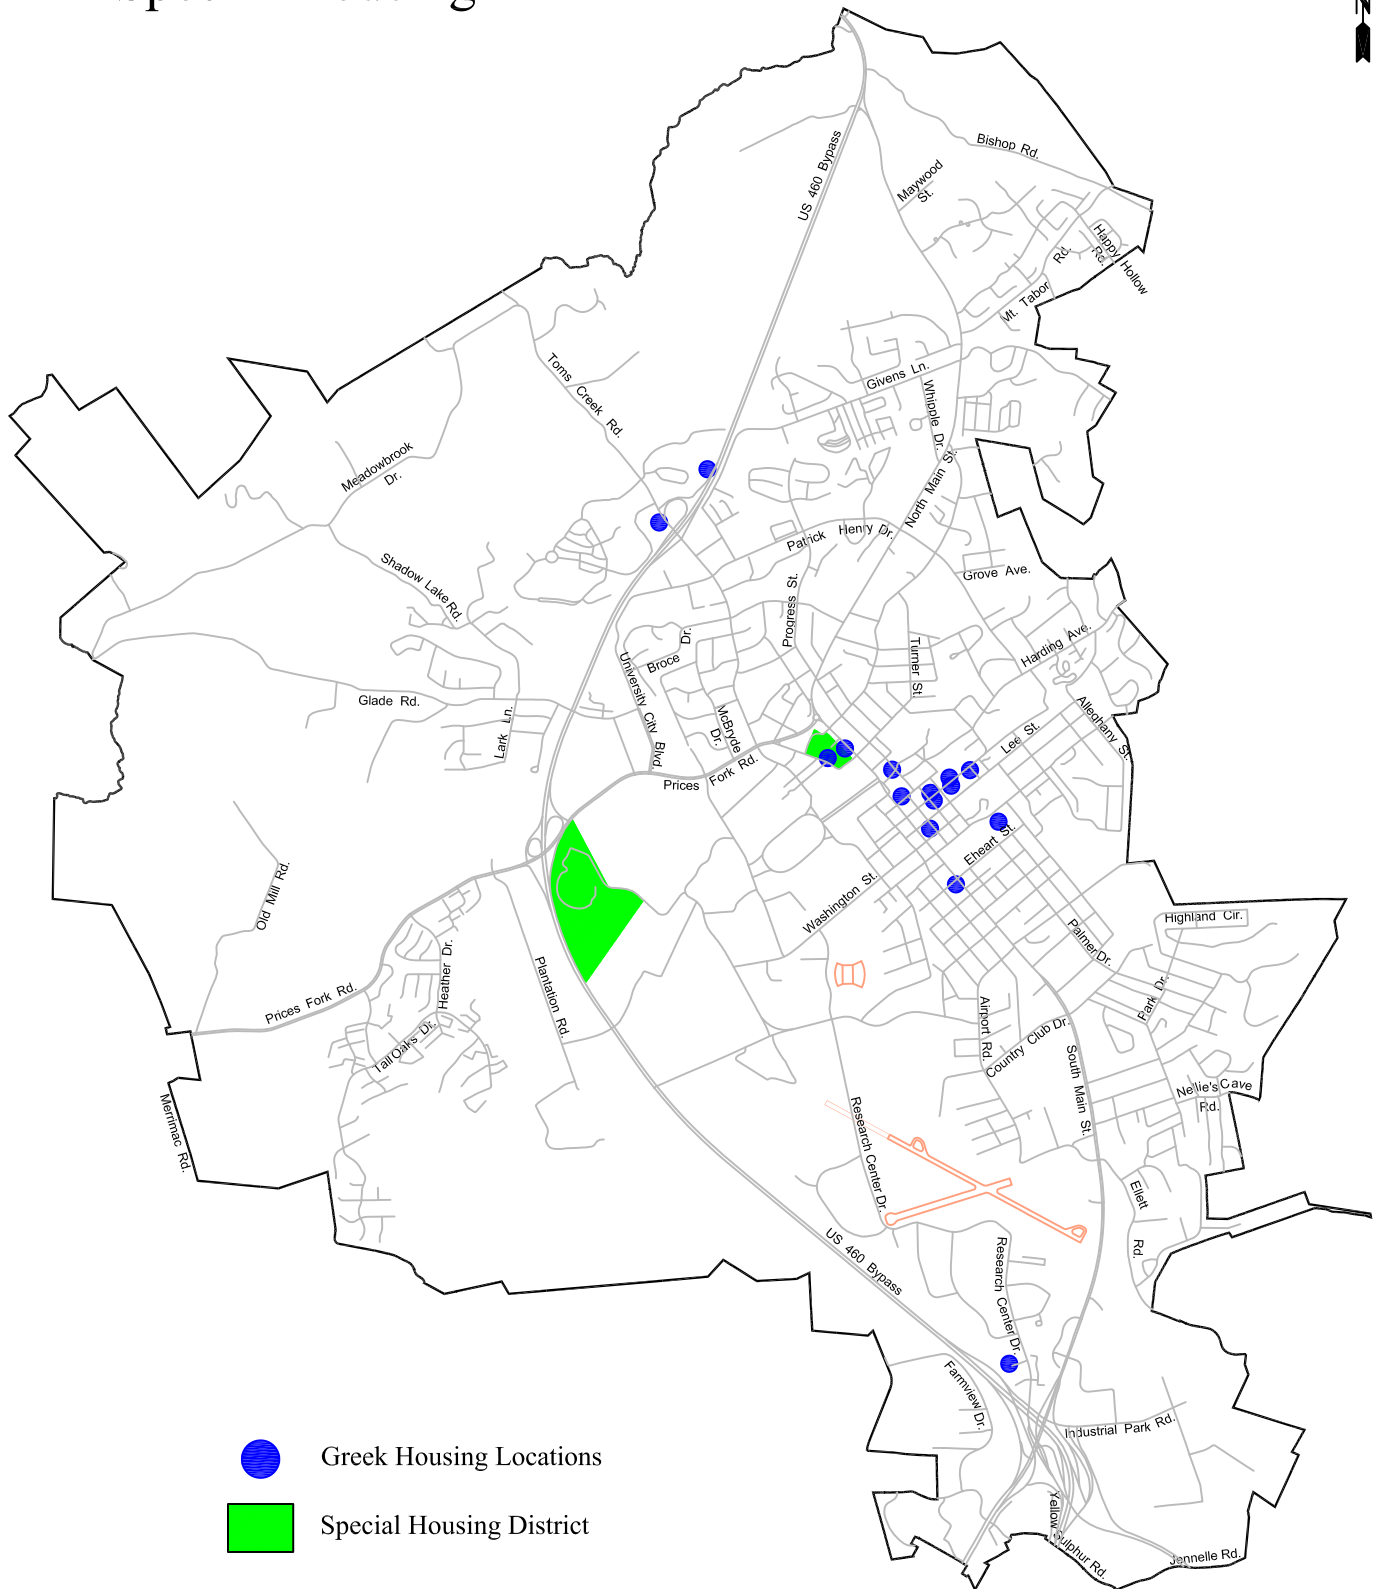 N
Bishop Rd.
US 460 Bypass
Maywood
St.
Happy Hollow
Rd.
Mt. Tabor
Rd.
Toms Creek Rd.
Givens Ln.
Whipple Dr.
Meadowbrook
Dr.
North Main St.
Patrick Henry Dr.
Shadow Lake Rd.
Grove Ave.
Progress St.
Broce
Dr.
Turner St.
Harding Ave.
University City Blvd.
Glade Rd.
Lark Ln.
McBryde
Dr.
Alleghany St.
Lee St.
Prices Fork Rd.
Eheart St.
Old Mill Rd.
Washington St.
Highland Cir.
Palmer Dr.
Heather Dr.
Plantation Rd.
Prices Fork Rd.
Park Dr.
Airport Rd.
Tall Oaks Dr.
Country Club Dr.
South Main St.
Nellie's Cave
Rd.
Merrimac Rd.
Research Center Dr.
Ellett
Rd.
US 460 Bypass
Research Center Dr.
Farmview Dr.
Industrial Park Rd.
Greek Housing Locations
Special Housing District
Yellow Sulphur Rd.
Jennelle Rd.